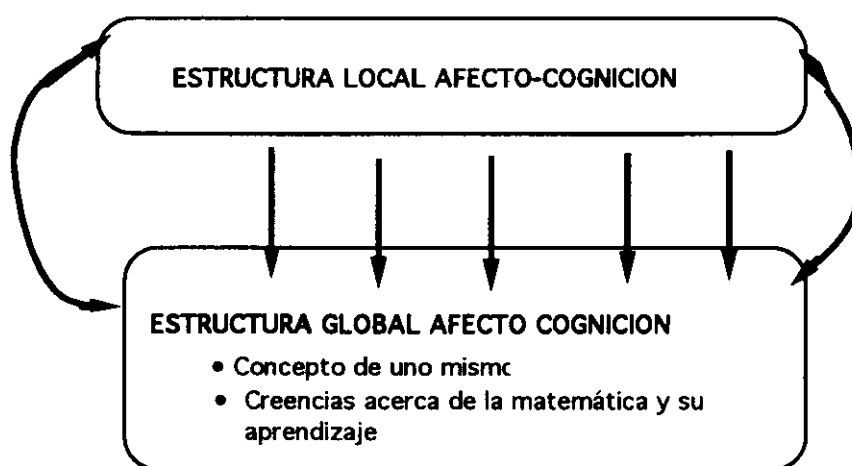 ESTRUCTURA LOCAL AFECTO-COGNICION
ESTRUCTURA GLOBAL AFECTO COGNICION
• Concepto de uno mismc
• Creencias acerca de la matemática y su
aprendizaje